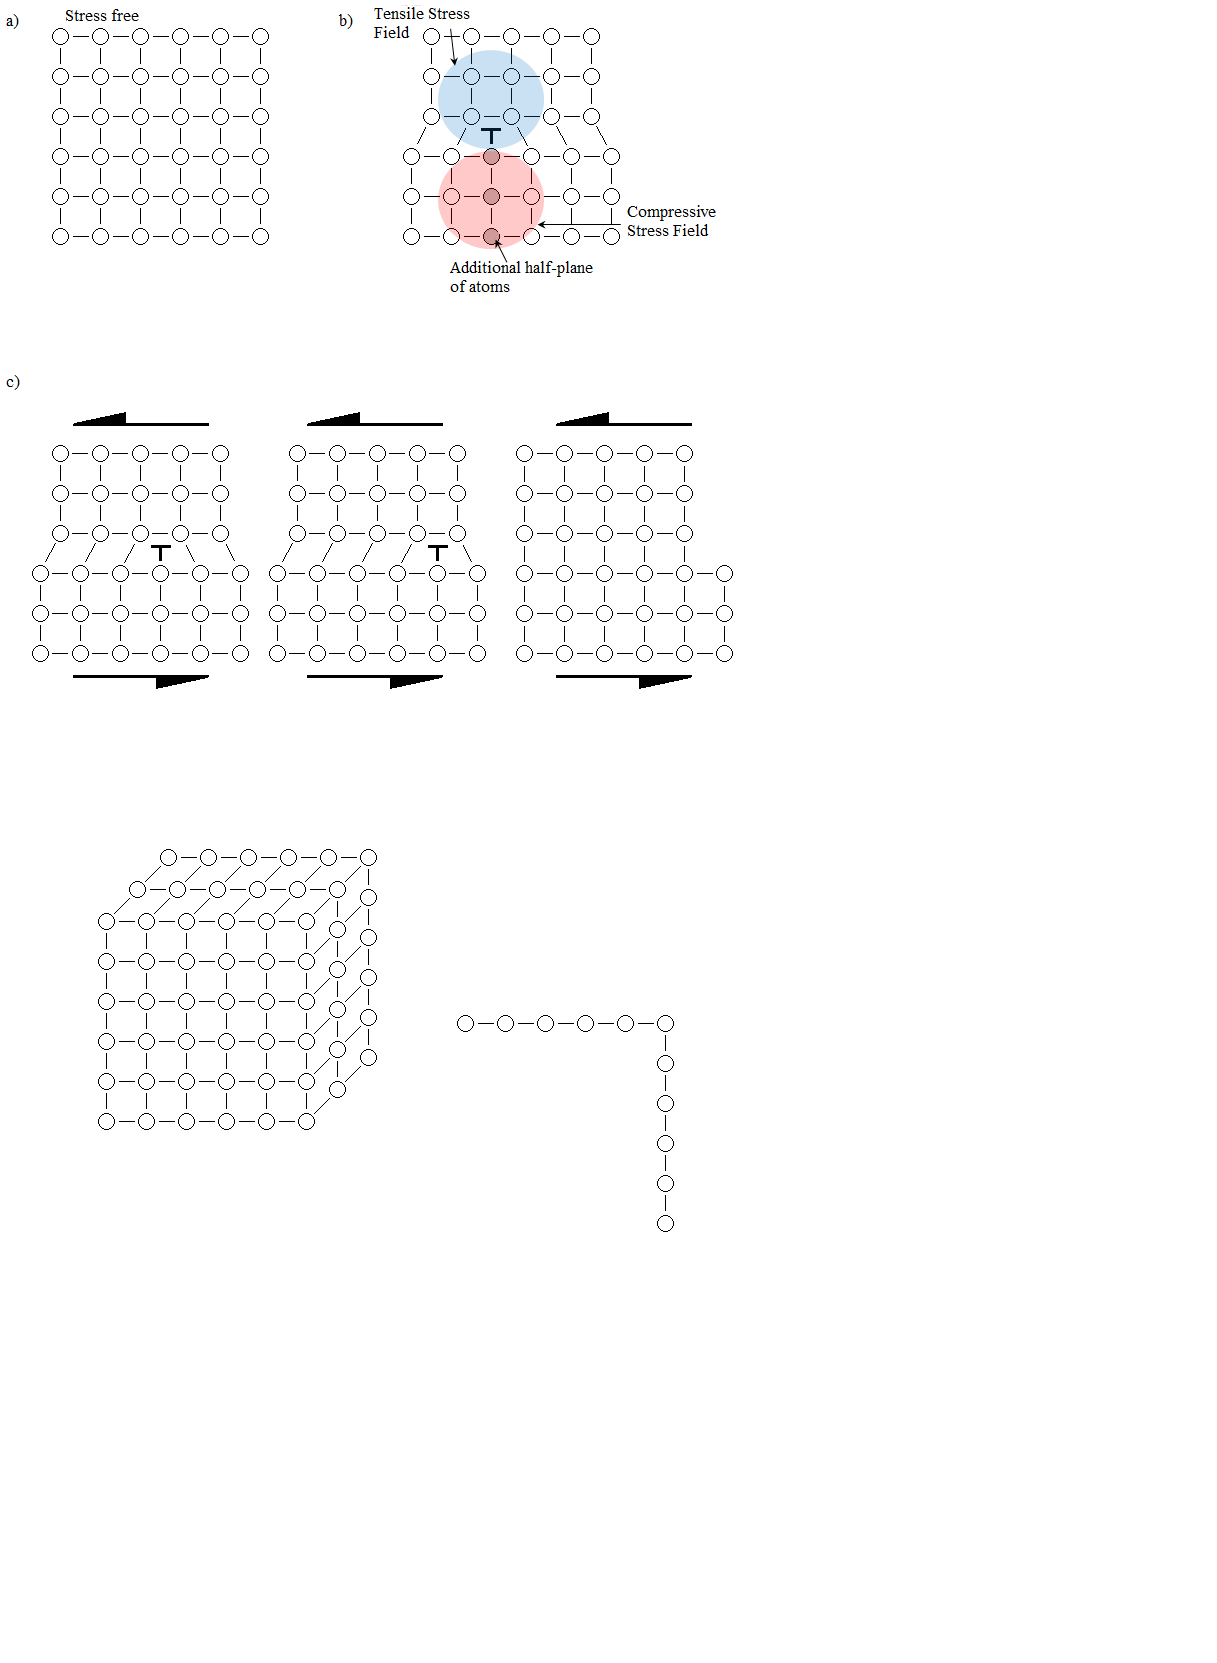 a)
Stress free
b)
Tensile Stress
Field
Compressive
Stress Field
Additional half-plane
of atoms
c)